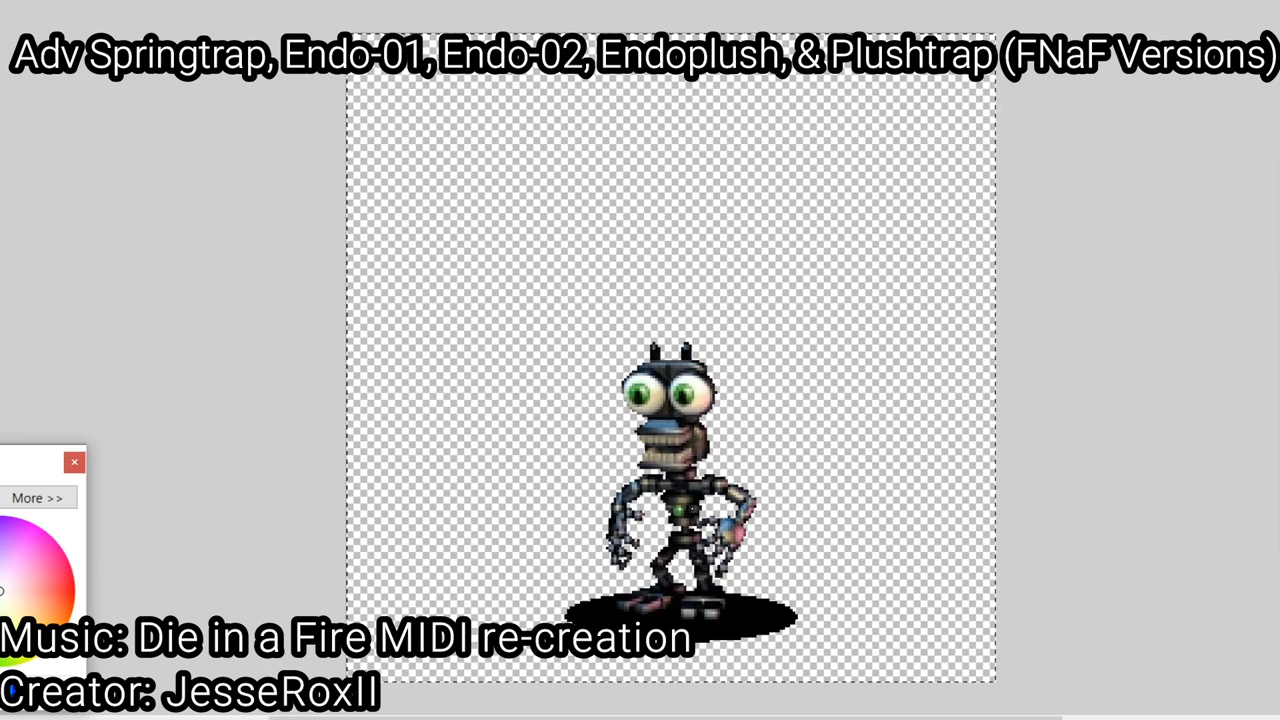 Adv Springtrap, Endo-01, Endo-02, Endoplush, & Plushtrap (FNaF Versions)
More >>
Music: Die in a Fire MIDI re-creation
Creator: JesseRoxII